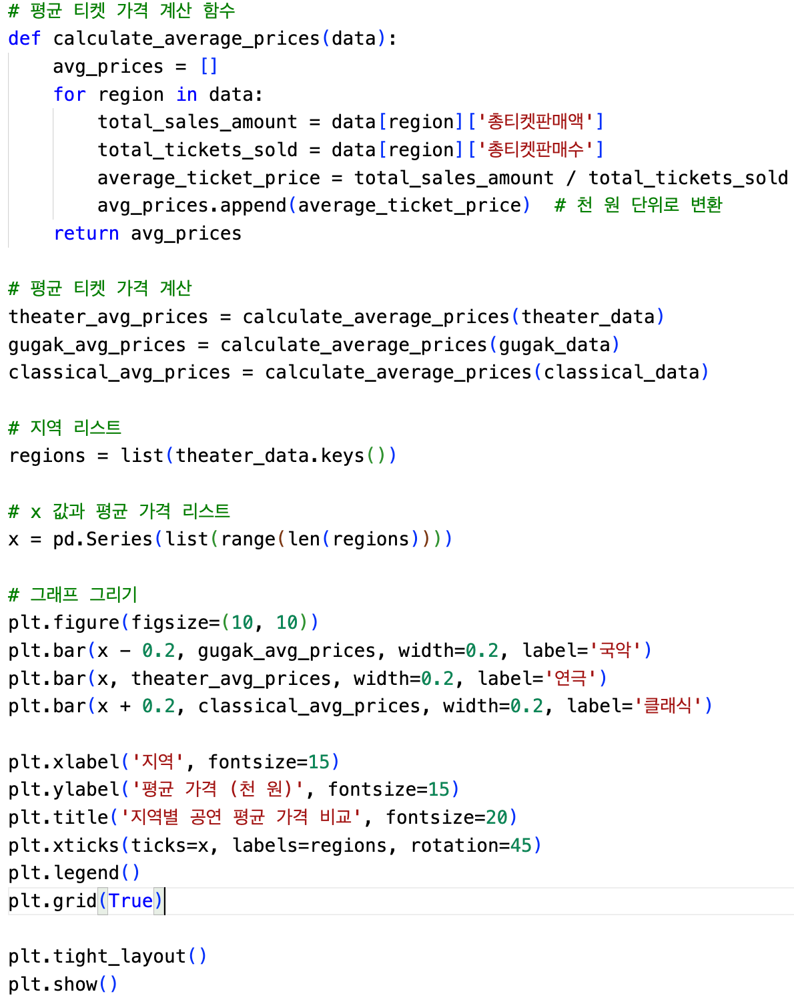 # 평균 티켓 가격 계산 함수
def calculate_average_prices(data):
    avg_prices = []
    for region in data:
        total_sales_amount = data[region]['총티켓판매액']
        total_tickets_sold = data[region]['총티켓판매수']
        average_ticket_price = total_sales_amount / total_tickets_sold
        avg_prices.append(average_ticket_price)  # 천 원 단위로 변환
    return avg_prices

# 평균 티켓 가격 계산
theater_avg_prices = calculate_average_prices(theater_data)
gugak_avg_prices = calculate_average_prices(gugak_data)
classical_avg_prices = calculate_average_prices(classical_data)

# 지역 리스트
regions = list(theater_data.keys())

# x 값과 평균 가격 리스트
x = pd.Series(list(range(len(regions))))

# 그래프 그리기
plt.figure(figsize=(10, 10))
plt.bar(x - 0.2, gugak_avg_prices, width=0.2, label='국악')
plt.bar(x, theater_avg_prices, width=0.2, label='연극')
plt.bar(x + 0.2, classical_avg_prices, width=0.2, label='클래식')

plt.xlabel('지역', fontsize=15)
plt.ylabel('평균 가격 (천 원)', fontsize=15)
plt.title('지역별 공연 평균 가격 비교', fontsize=20)
plt.xticks(ticks=x, labels=regions, rotation=45)
plt.legend()
plt.grid(True)

plt.tight_layout()
plt.show()